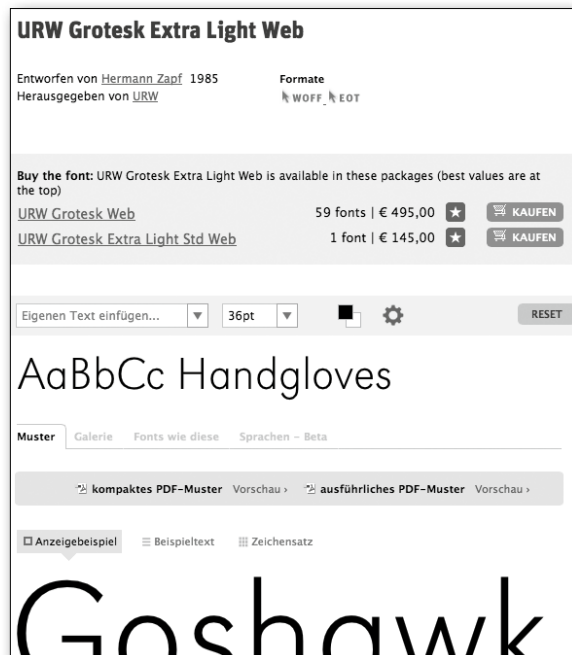 URW Grotesk Extra Light Web
Entworfen von Hermann Zapf 1985
Herausgegeben von URW
Formate
WOFF EOT
Buy the font: URW Grotesk Extra Light Web is available in these packages (best values are at
the top)
URW Grotesk Web 59 fonts | € 495,00 KAUFEN
URW Grotesk Extra Light Std Web 1 font | € 145,00 KAUFEN
Eigenen Text einfügen... 36pt RESET
AaBbCc Handgloves
Muster Galerie Fonts wie diese Sprachen – Beta
kompaktes PDF-Muster Vorschau › ausführliches PDF-Muster Vorschau ›
Anzeigebeispiel Beispieltext Zeichensatz
Goshawk